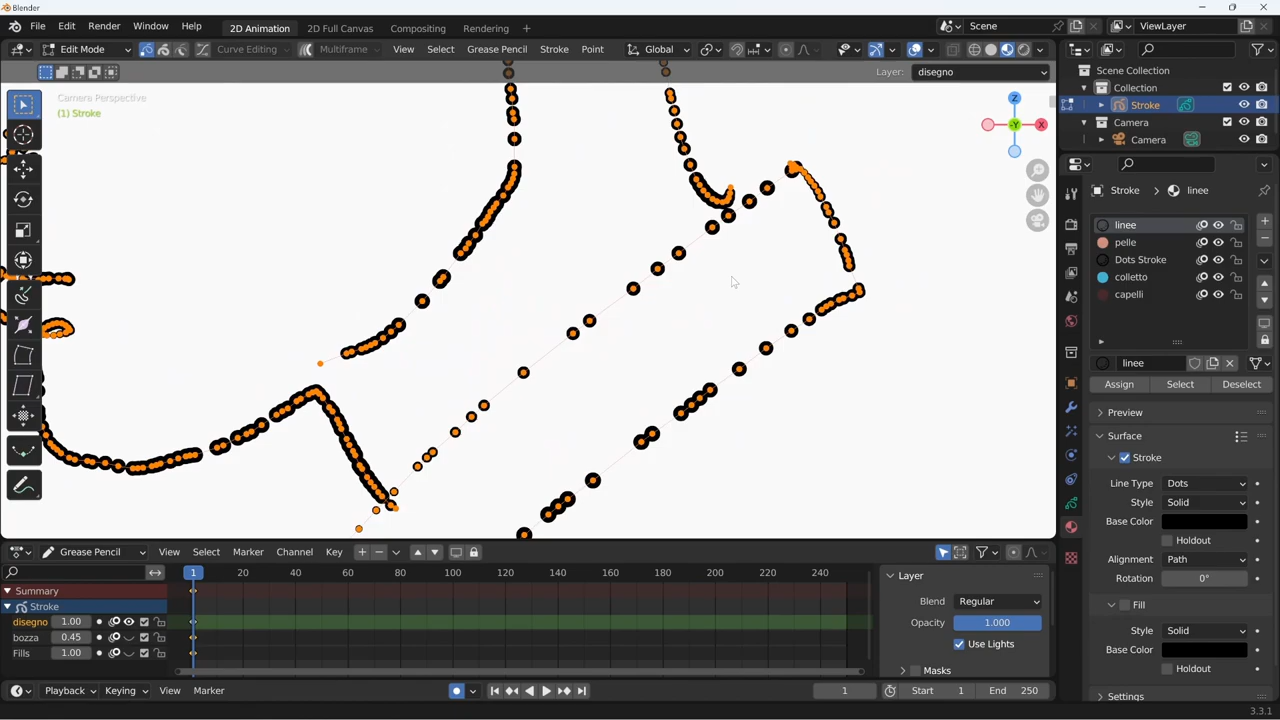 Blender
File Edit Render Window Help 2D Animation 2D Full Canvas Compositing Rendering + Scene ViewLayer
Edit Mode Curve Editing Multiframe View Select Grease Pencil Stroke Point Global
Layer: disegno
Camera Perspective
(1) Stroke
Z
-Y
X
Scene Collection
Collection
Stroke
Camera
Camera
Stroke linee
linee
pelle
Dots Stroke
colletto
capelli
linee
Assign Select Deselect
Preview
Surface
Stroke
Line Type Dots
Style Solid
Base Color
Holdout
Alignment Path
Rotation 0°
Fill
Style Solid
Base Color
Holdout
Settings
Grease Pencil View Select Marker Channel Key
1 20 40 60 80 100 120 140 160 180 200 220 240
Summary
Stroke
disegno 1.00
bozza 0.45
Fills 1.00
Layer
Blend Regular
Opacity 1.000
Use Lights
Masks
Playback Keying View Marker 1 Start 1 End 250
3.3.1